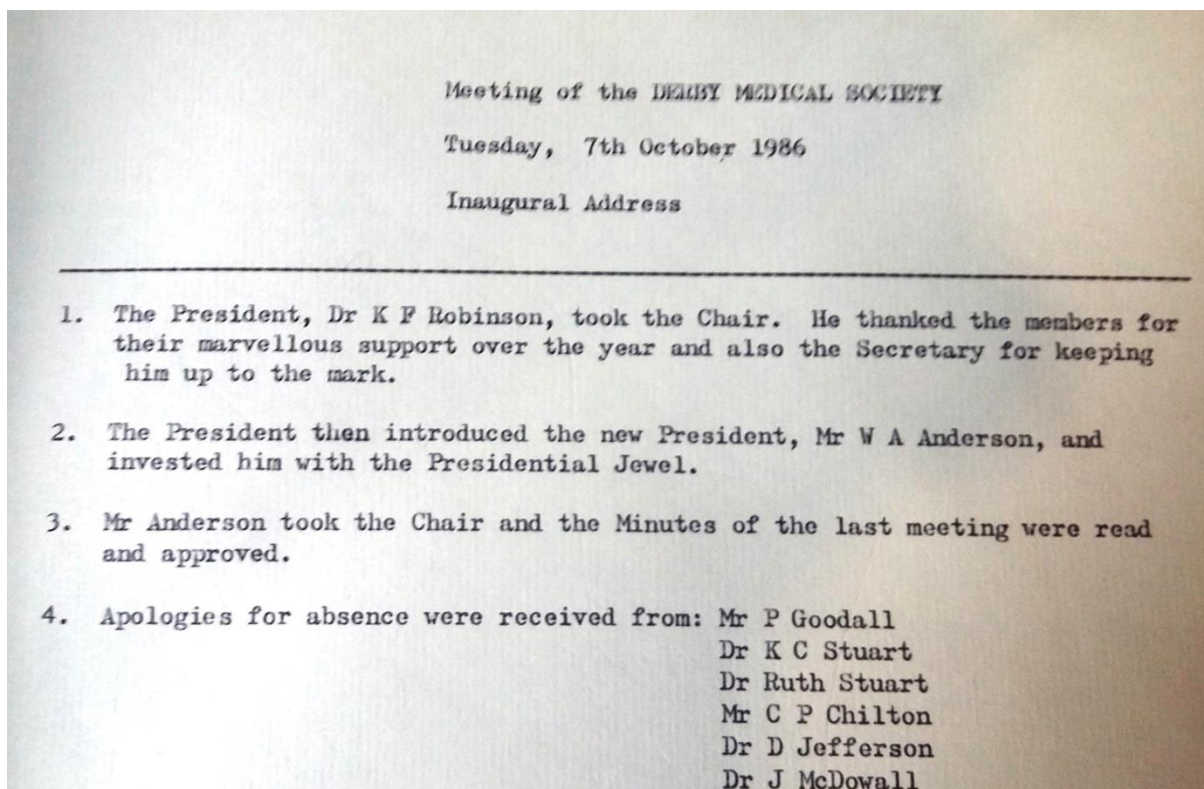 Meeting of the DERBY MEDICAL SOCIETY
Tuesday, 7th October 1986
Inaugural Address
1. The President, Dr K F Robinson, took the Chair. He thanked the members for
their marvellous support over the year and also the Secretary for keeping
him up to the mark.
2. The President then introduced the new President, Mr W A Anderson, and
invested him with the Presidential Jewel.
3. Mr Anderson took the Chair and the Minutes of the last meeting were read
and approved.
4. Apologies for absence were received from: Mr P Goodall
Dr K C Stuart
Dr Ruth Stuart
Mr C P Chilton
Dr D Jefferson
Dr J McDowall